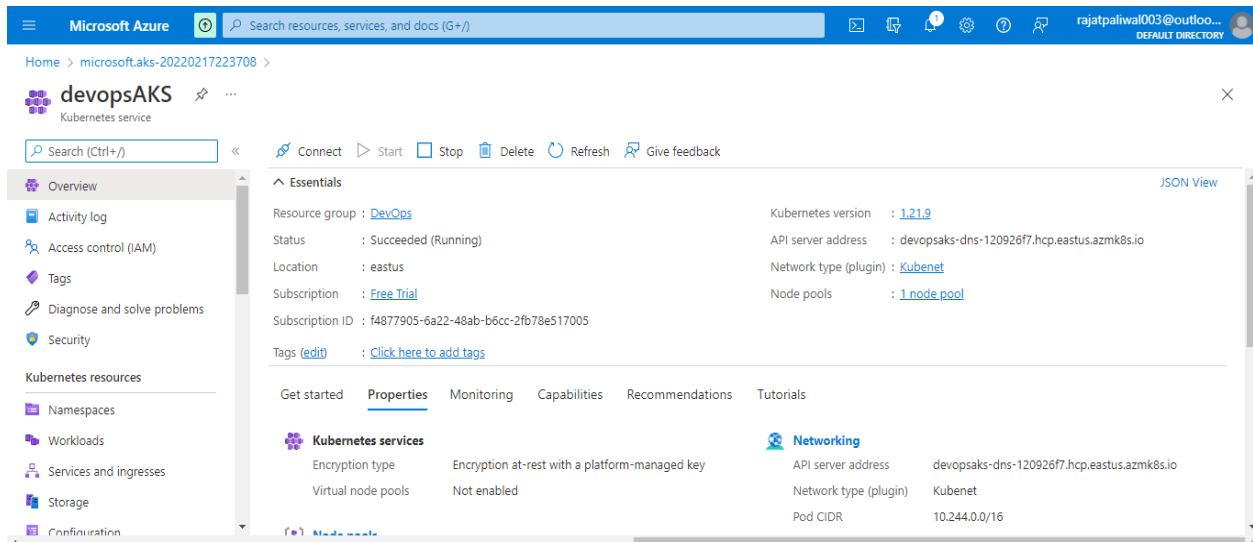 Microsoft Azure
Search resources, services, and docs (G+/)
rajatpaliwal003@outloo...
DEFAULT DIRECTORY
Home > microsoft.aks-20220217223708 >
devopsAKS
Kubernetes service
Search (Ctrl+/)
Overview
Activity log
Access control (IAM)
Tags
Diagnose and solve problems
Security
Kubernetes resources
Namespaces
Workloads
Services and ingresses
Storage
Configuration
Connect Start Stop Delete Refresh Give feedback
Essentials
JSON View
Resource group : DevOps
Status : Succeeded (Running)
Location : eastus
Subscription : Free Trial
Subscription ID : f4877905-6a22-48ab-b6cc-2fb78e517005
Tags (edit) : Click here to add tags
Kubernetes version : 1.21.9
API server address : devopsaks-dns-120926f7.hcp.eastus.azmk8s.io
Network type (plugin) : Kubenet
Node pools : 1 node pool
Get started Properties Monitoring Capabilities Recommendations Tutorials
Kubernetes services
Encryption type Encryption at-rest with a platform-managed key
Virtual node pools Not enabled
Node pools
Networking
API server address devopsaks-dns-120926f7.hcp.eastus.azmk8s.io
Network type (plugin) Kubenet
Pod CIDR 10.244.0.0/16